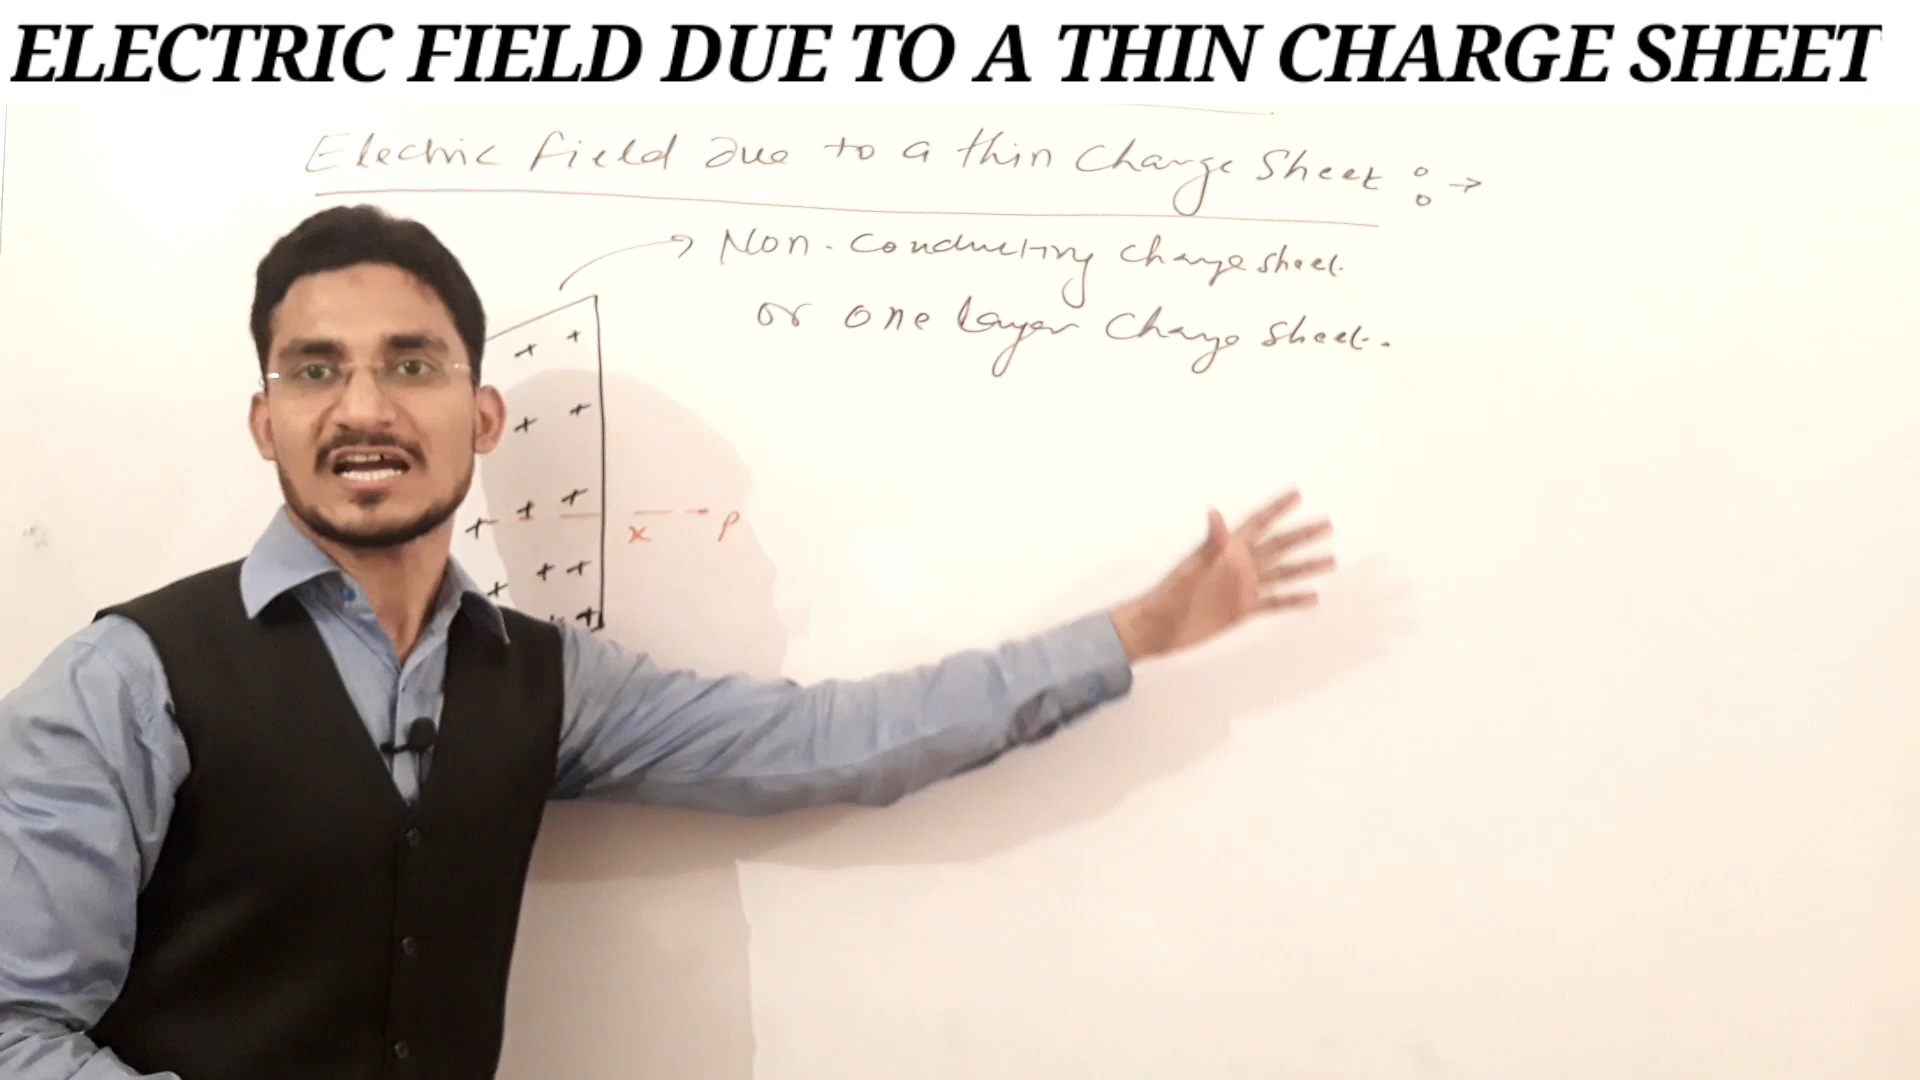 ELECTRIC FIELD DUE TO A THIN CHARGE SHEET
Electric field due to a thin Charge Sheet :→
→ Non-conducting charge sheet.
or one layer charge sheet.
+ +
+ +
+ + +
x P
+ + +
+